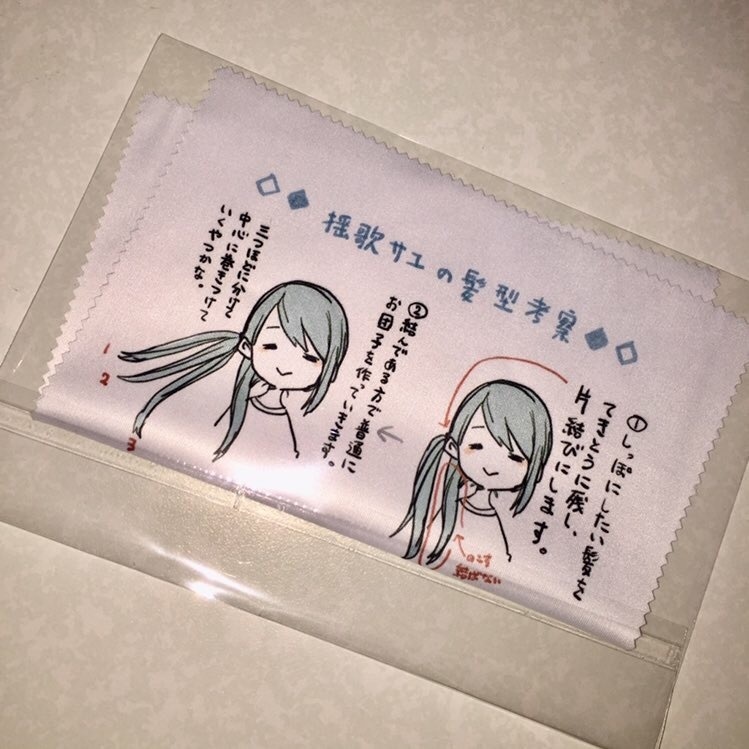 揺歌サユの髪型考察
①しっぽにしたい髪を
てきとうに残し、
片結びにします。
のこす
結ばない
②結んである方で普通に
お団子を作っていきます。
三つほどに分けて
中心に巻きつけて
いくやつかな。
1
2
3